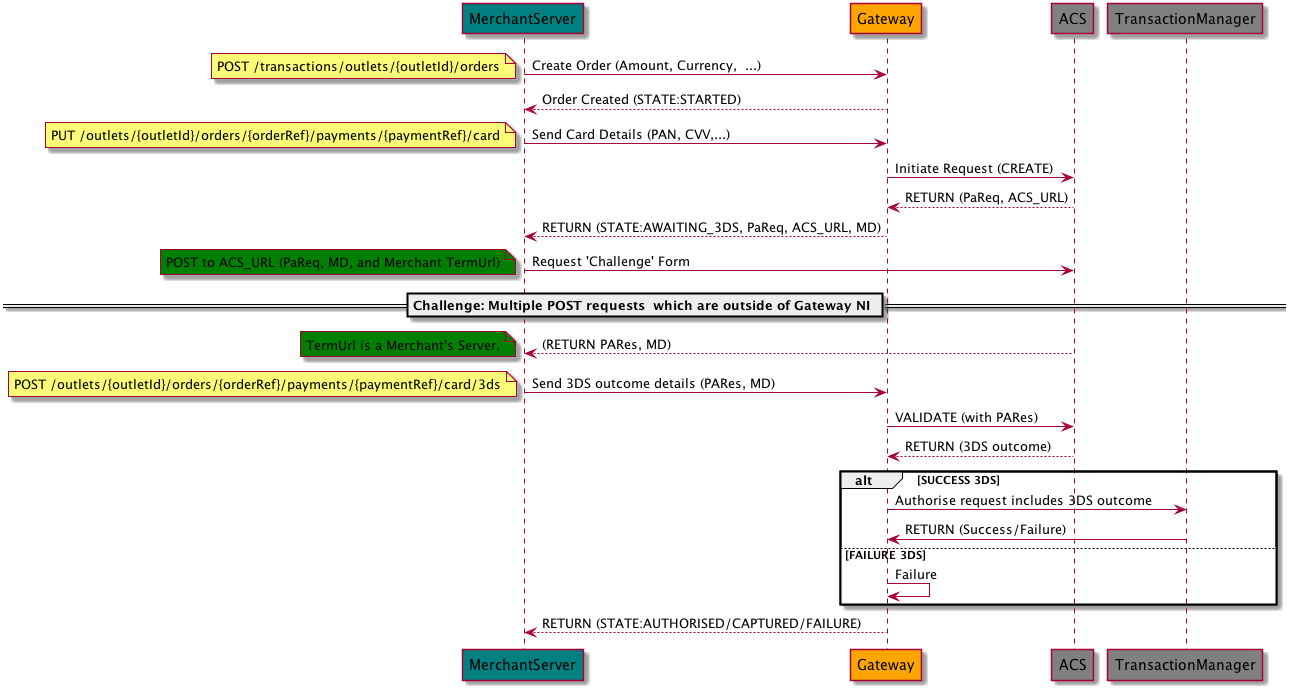 MerchantServer Gateway ACS TransactionManager
POST /transactions/outlets/{outletId}/orders Create Order (Amount, Currency,  ...)
Order Created (STATE:STARTED)
PUT /outlets/{outletId}/orders/{orderRef}/payments/{paymentRef}/card Send Card Details (PAN, CVV,...)
Initiate Request (CREATE)
RETURN (PaReq, ACS_URL)
RETURN (STATE:AWAITING_3DS, PaReq, ACS_URL, MD)
POST to ACS_URL (PaReq, MD, and Merchant TermUrl) Request 'Challenge' Form
Challenge: Multiple POST requests  which are outside of Gateway NI
TermUrl is a Merchant's Server. (RETURN PARes, MD)
POST /outlets/{outletId}/orders/{orderRef}/payments/{paymentRef}/card/3ds Send 3DS outcome details (PARes, MD)
VALIDATE (with PARes)
RETURN (3DS outcome)
alt [SUCCESS 3DS]
Authorise request includes 3DS outcome
RETURN (Success/Failure)
[FAILURE 3DS]
Failure
RETURN (STATE:AUTHORISED/CAPTURED/FAILURE)
MerchantServer Gateway ACS TransactionManager